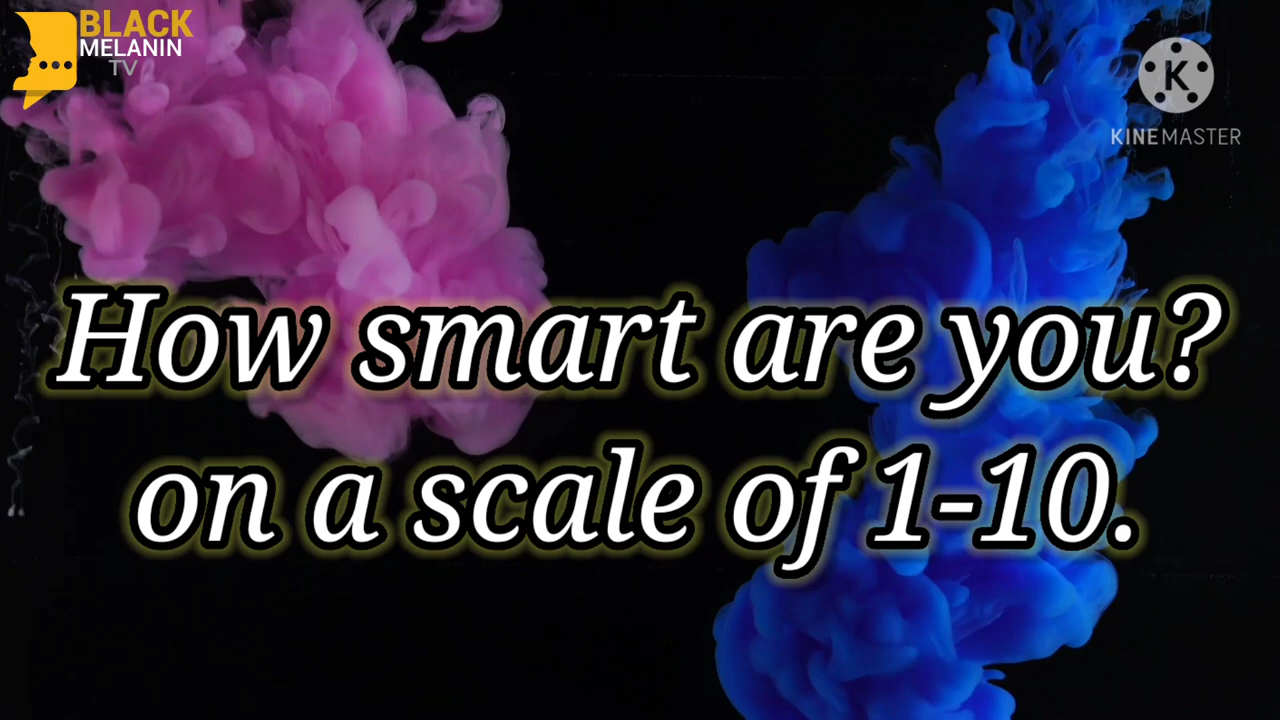 BLACK
MELANIN
TV
K
KINEMASTER
How smart are you?
on a scale of 1-10.